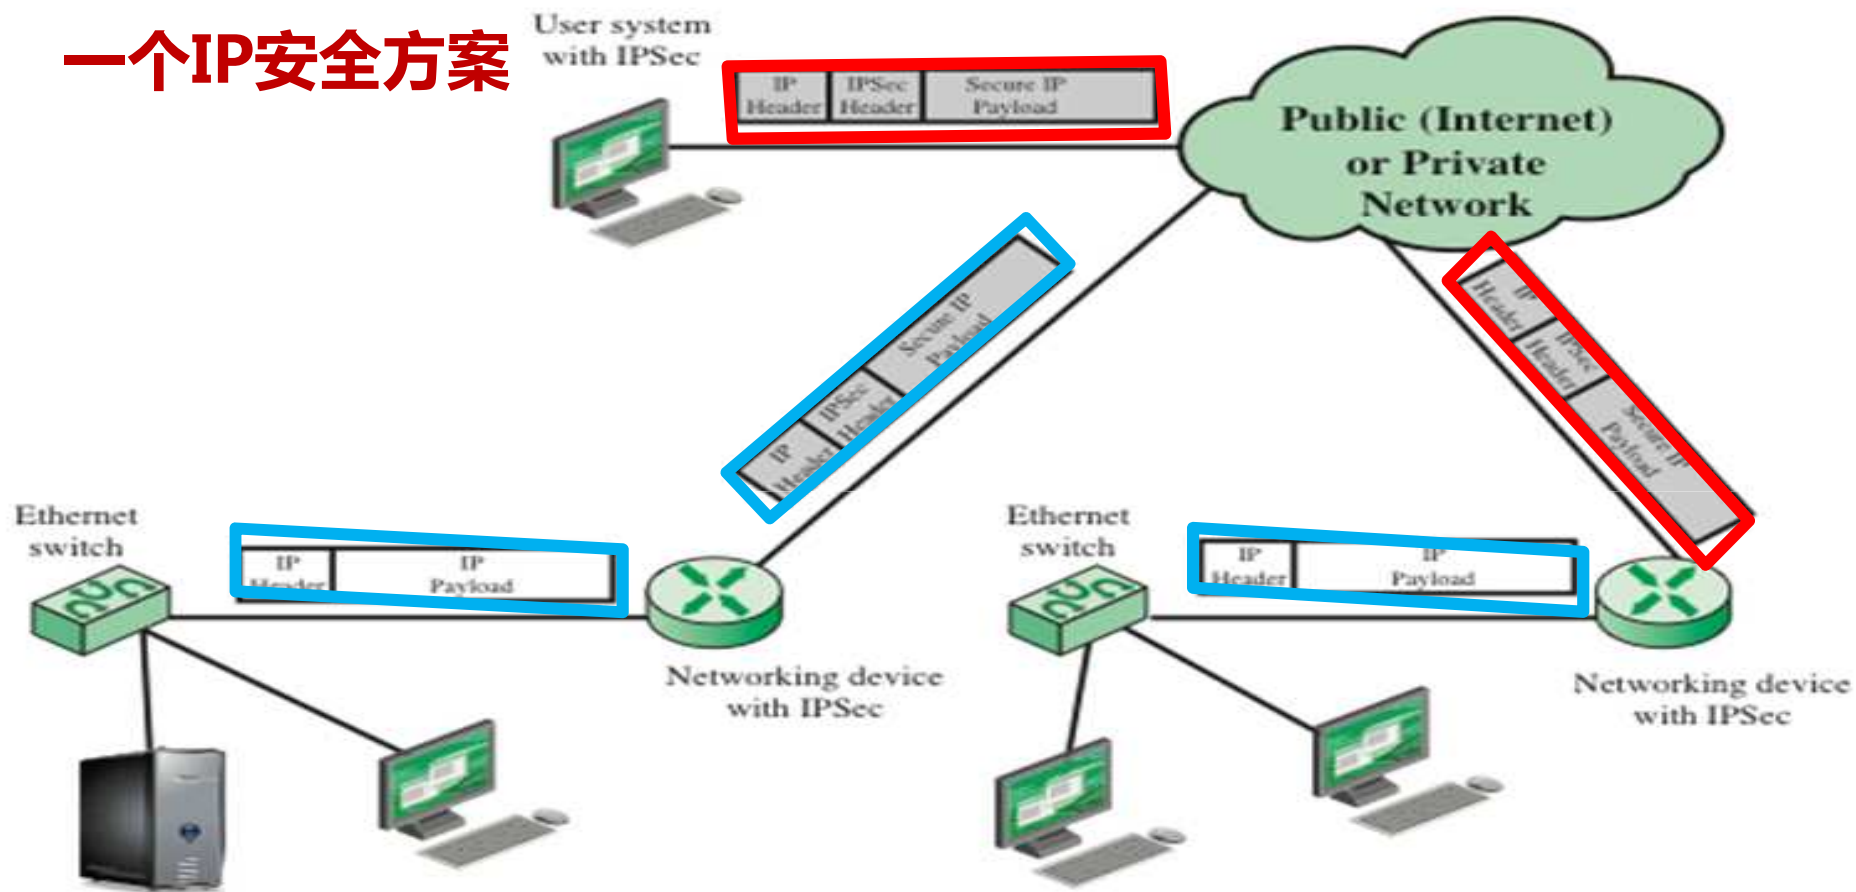 一个IP安全方案
User system
with IPSec
IP
Header
IPSec
Header
Secure IP
Payload
Public (Internet)
or Private
Network
Secure IP
Payload
IPSec
Header
IP
Header
IP
Header
IPSec
Header
Secure IP
Payload
Ethernet
switch
IP
Header
IP
Payload
Networking device
with IPSec
Ethernet
switch
IP
Header
IP
Payload
Networking device
with IPSec